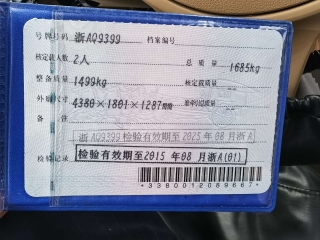 号牌号码 浙AQ9399 档案编号
核定载人数 2人 总质量 1685kg
整备质量 1499kg 核定载质量
外廓尺寸 4380×1801×1287mm 准牵引总质量
备注
浙AQ9399检验有效期至2025年08月浙A
检验记录 检验有效期至2015年08月浙A(01)
*3380012089667*